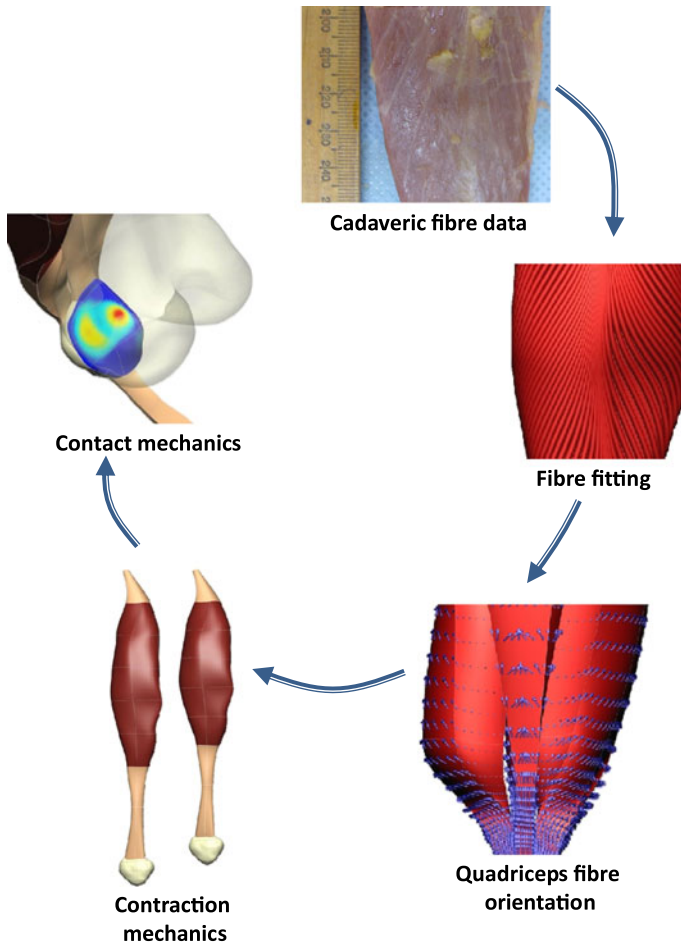 Cadaveric fibre data
Fibre fitting
Quadriceps fibre
orientation
Contraction
mechanics
Contact mechanics